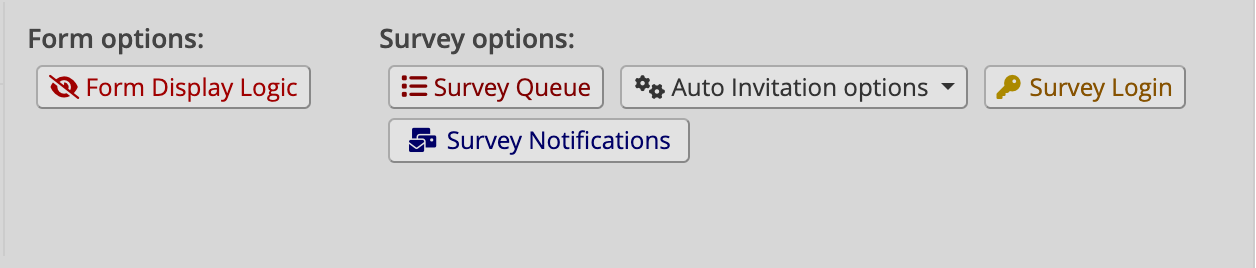 Form options:
Form Display Logic
Survey options:
Survey Queue
Auto Invitation options
Survey Login
Survey Notifications